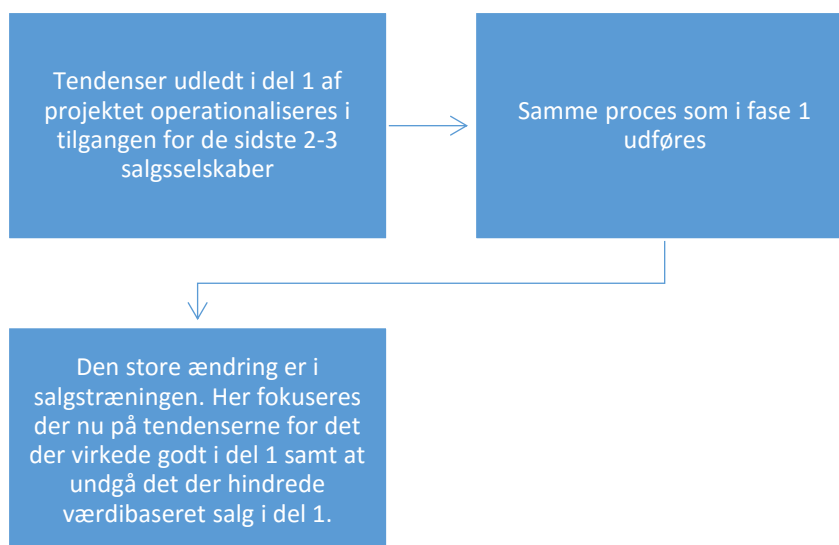 Tendenser udledt i del 1 af
projektet operationaliseres i
tilgangen for de sidste 2-3
salgsselskaber
Samme proces som i fase 1
udføres
Den store ændring er i
salgstræningen. Her fokuseres
der nu på tendenserne for det
der virkede godt i del 1 samt at
undgå det der hindrede
værdibaseret salg i del 1.